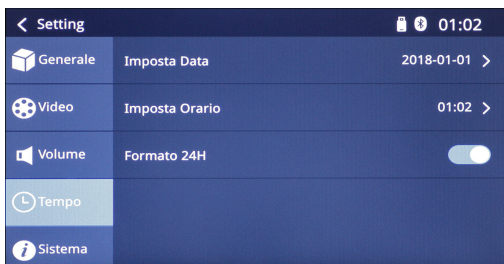 Setting
01:02
Generale
Imposta Data
2018-01-01
Video
Imposta Orario
01:02
Volume
Formato 24H
Tempo
Sistema